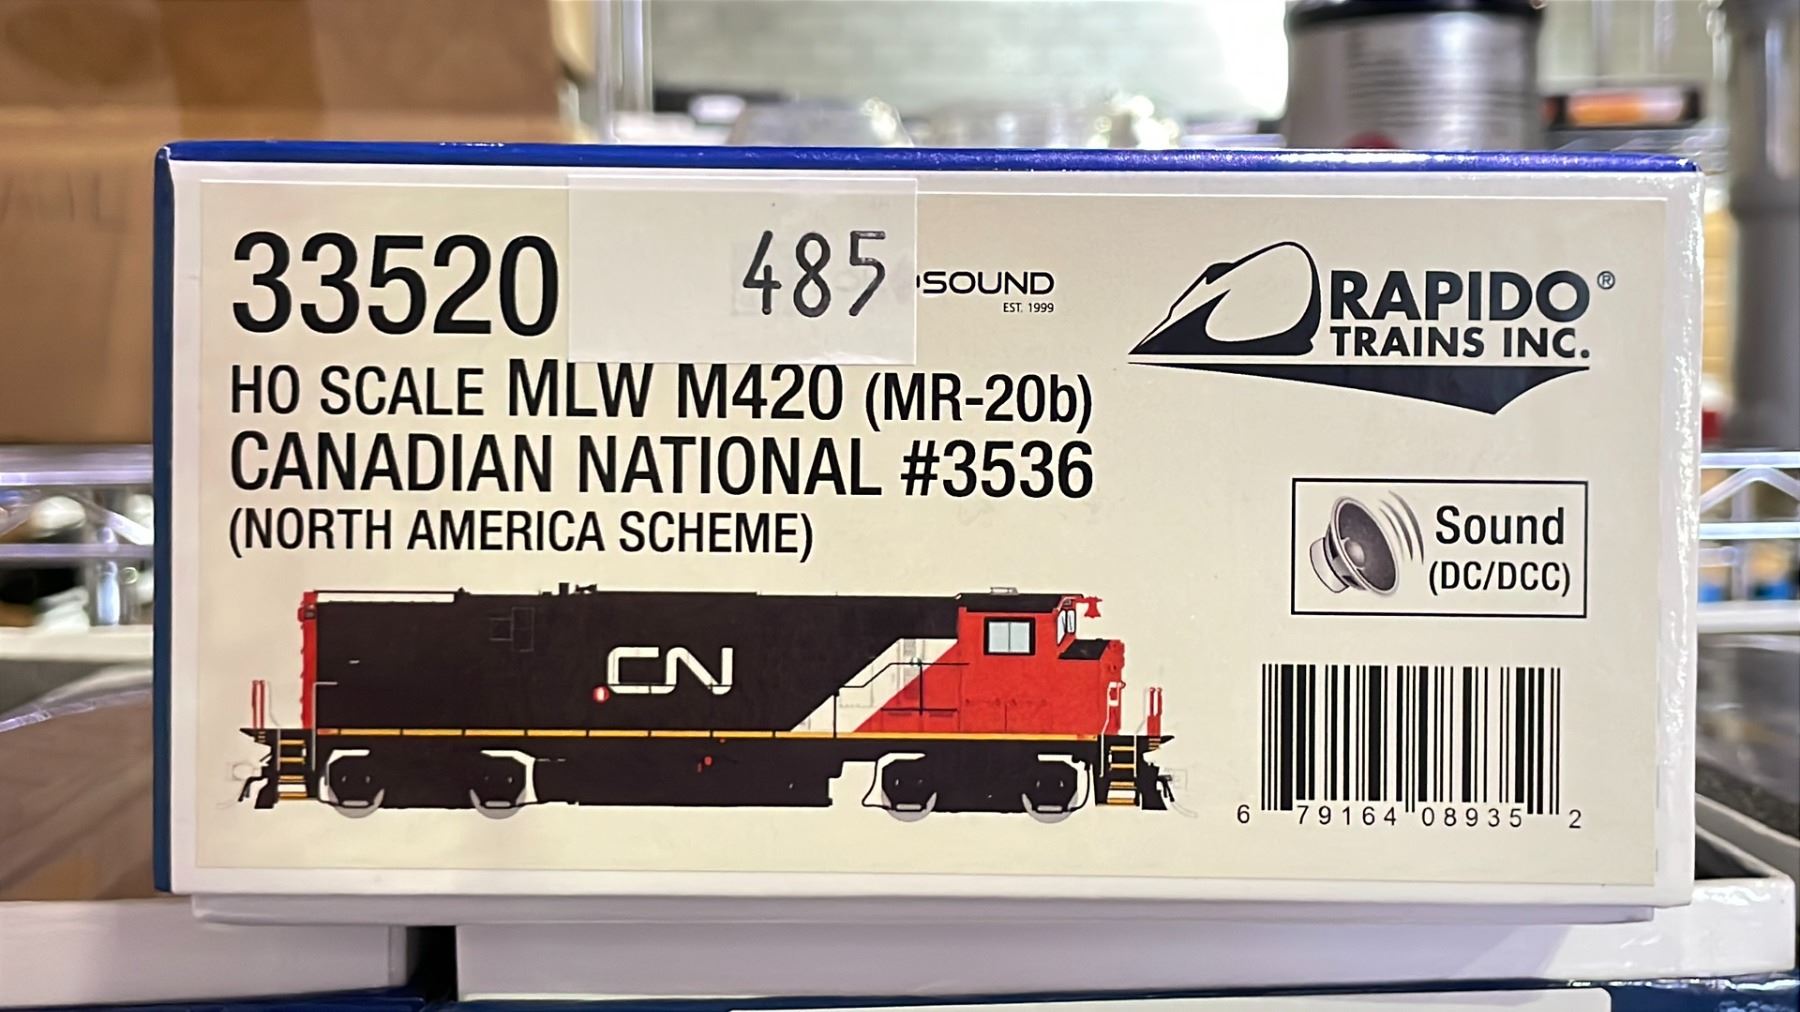 33520
485
SOUND
EST. 1999
RAPIDO®
TRAINS INC.
HO SCALE MLW M420 (MR-20b)
CANADIAN NATIONAL #3536
(NORTH AMERICA SCHEME)
Sound
(DC/DCC)
CN
6 79164 08935 2